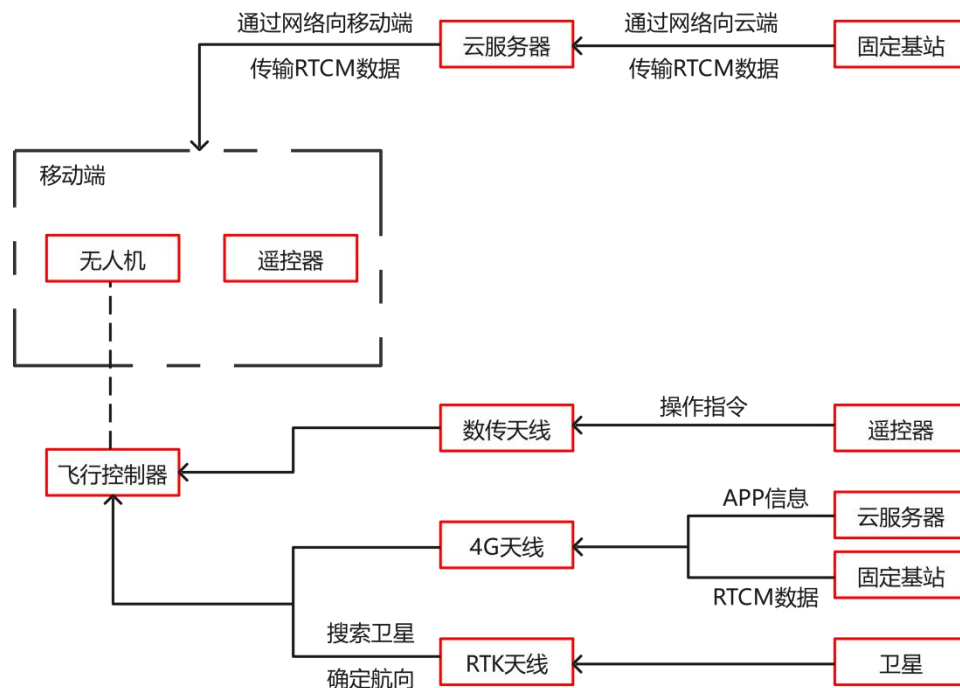 通过网络向移动端
传输RTCM数据
云服务器
通过网络向云端
传输RTCM数据
固定基站
移动端
无人机
遥控器
数传天线
操作指令
遥控器
飞行控制器
APP信息
云服务器
4G天线
固定基站
RTCM数据
搜索卫星
确定航向
RTK天线
卫星